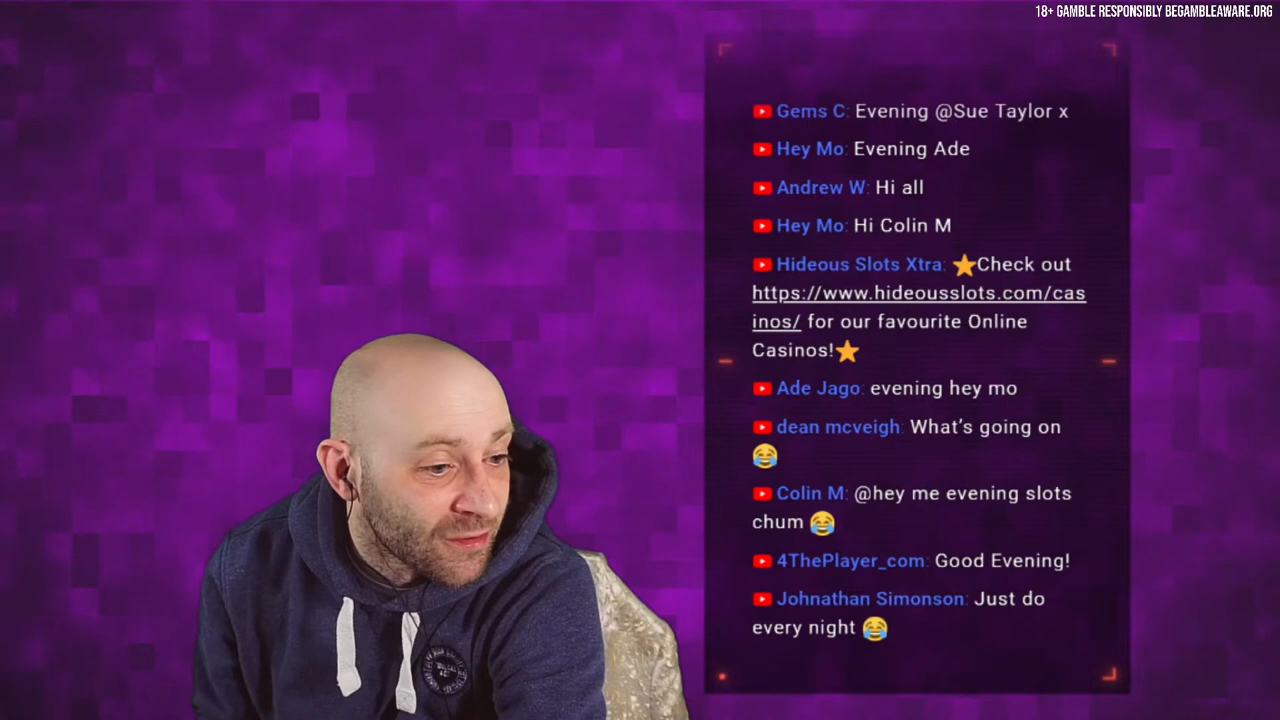 18+ GAMBLE RESPONSIBLY BEGAMBLEAWARE.ORG
Gems C: Evening @Sue Taylor x
Hey Mo: Evening Ade
Andrew W: Hi all
Hey Mo: Hi Colin M
Hideous Slots Xtra: ⭐Check out
https://www.hideousslots.com/cas
inos/ for our favourite Online
Casinos!⭐
Ade Jago: evening hey mo
dean mcveigh: What's going on
😂
Colin M: @hey me evening slots
chum 😂
4ThePlayer_com: Good Evening!
Johnathan Simonson: Just do
every night 😂